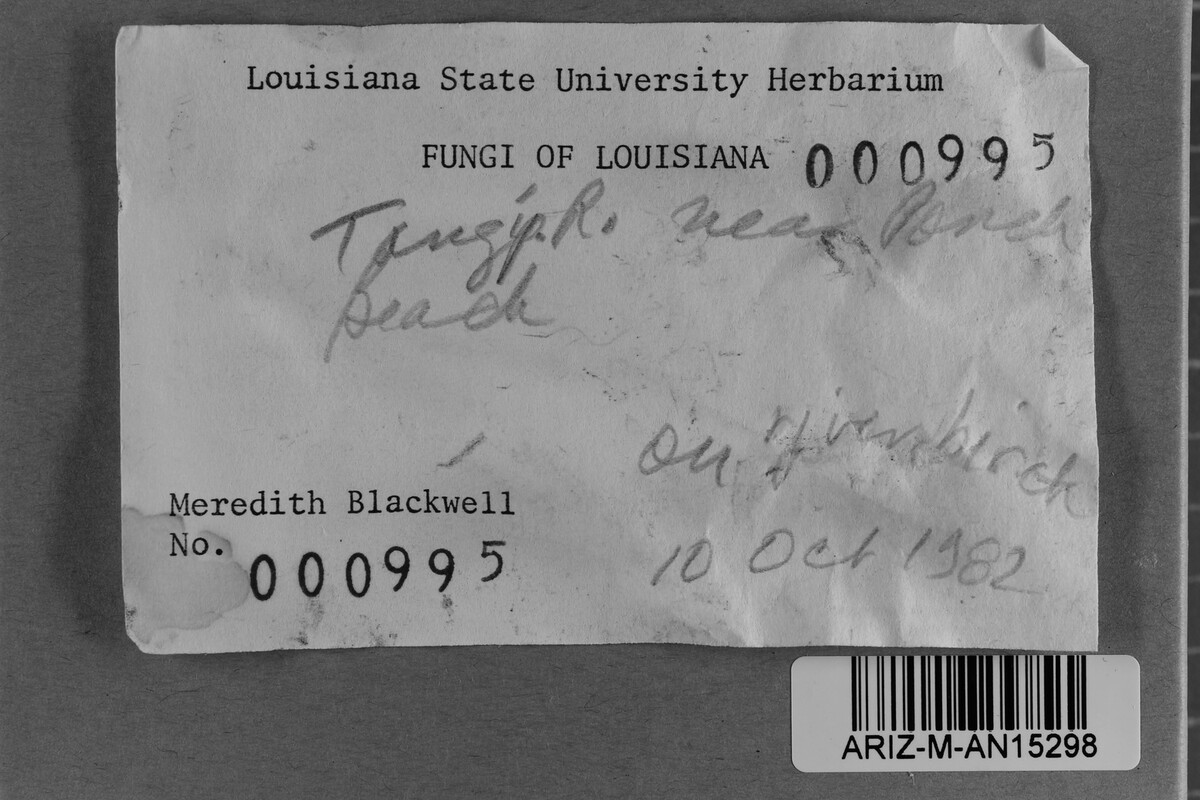 Louisiana State University Herbarium
FUNGI OF LOUISIANA 000995
Tangip. R. near
beach
on river birch
Meredith Blackwell
No. 000995
10 Oct 1982
ARIZ-M-AN15298